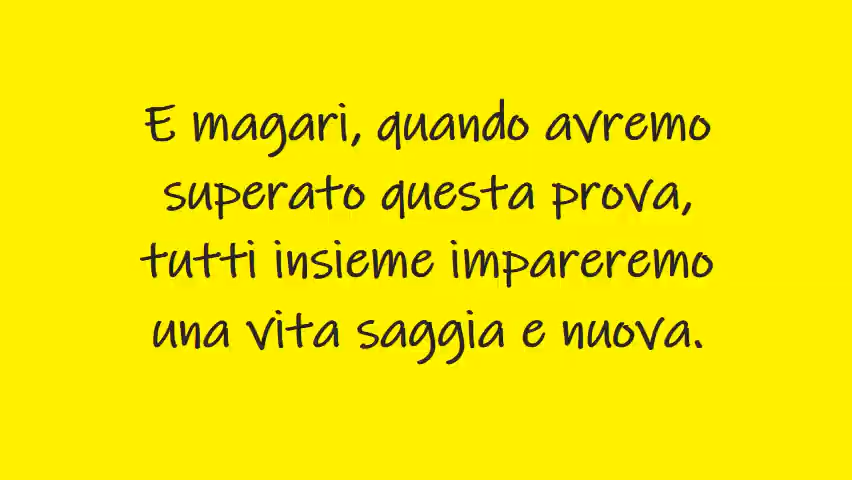 E magari, quando avremo
superato questa prova,
tutti insieme impareremo
una vita saggia e nuova.